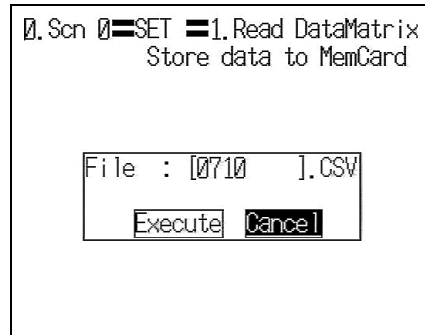 0.Scn 0=SET =1.Read DataMatrix
Store data to MemCard
File : [0710    ].CSV
Execute Cancel